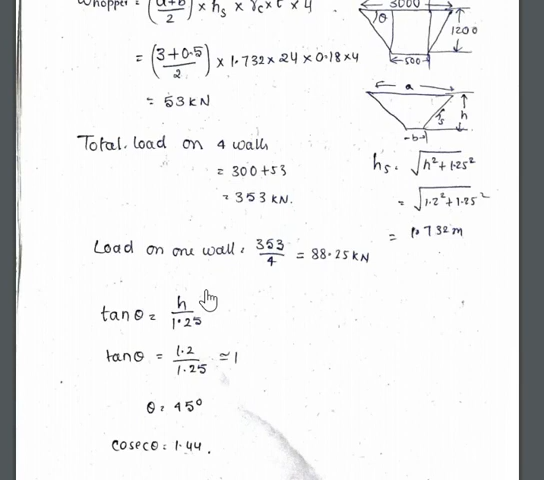 Whopper = (a+b/2) × hs × γc × t × 4
3000
θ
1200
500
= (3+0.5/2) × 1.732 × 24 × 0.18 × 4
= 53 kN
a
hs
h
b
Total load on 4 walls
= 300+53
= 353 kN.
hs = √h²+1.25²
= √1.2²+1.25²
= 1.732m
Load on one wall = 353/4 = 88.25 kN
tanθ = h/1.25
tanθ = 1.2/1.25 ≃ 1
θ = 45°
cosecθ = 1.44.